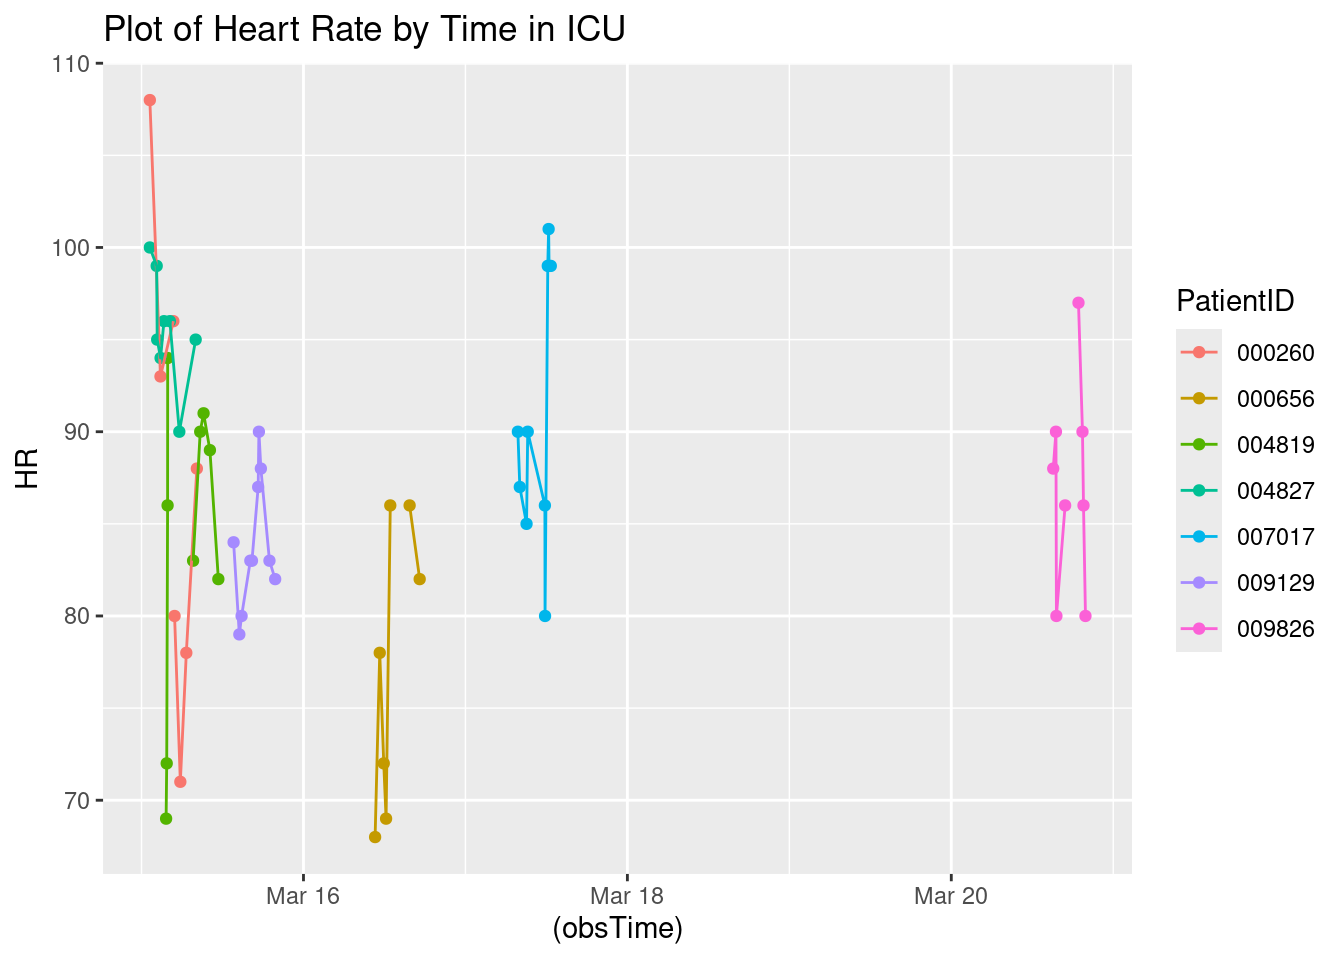 Plot of Heart Rate by Time in ICU
110
100
90
80
70
HR
Mar 16
Mar 18
Mar 20
(obsTime)
PatientID
000260
000656
004819
004827
007017
009129
009826